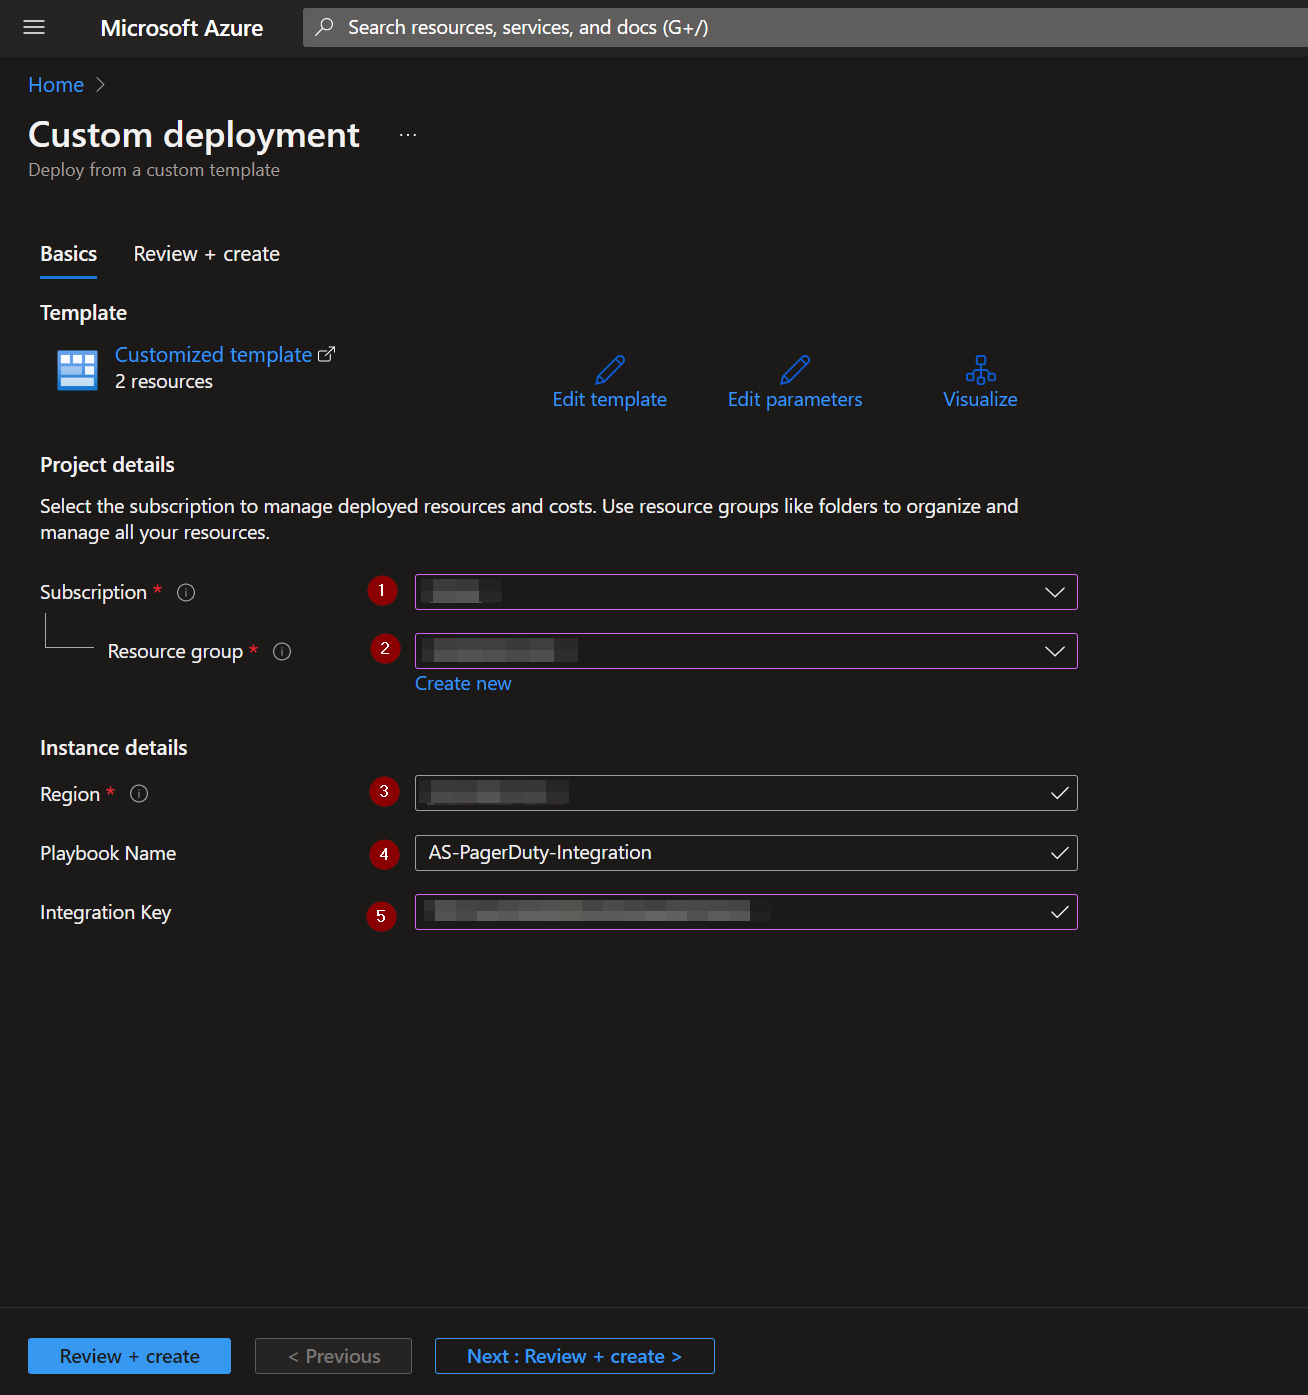 Microsoft Azure
Search resources, services, and docs (G+/)
Home
Custom deployment ...
Deploy from a custom template
Basics
Review + create
Template
Customized template
2 resources
Edit template
Edit parameters
Visualize
Project details
Select the subscription to manage deployed resources and costs. Use resource groups like folders to organize and
manage all your resources.
Subscription *
1
Resource group *
2
Create new
Instance details
Region *
3
Playbook Name
4
AS-PagerDuty-Integration
Integration Key
5
Review + create
< Previous
Next : Review + create >